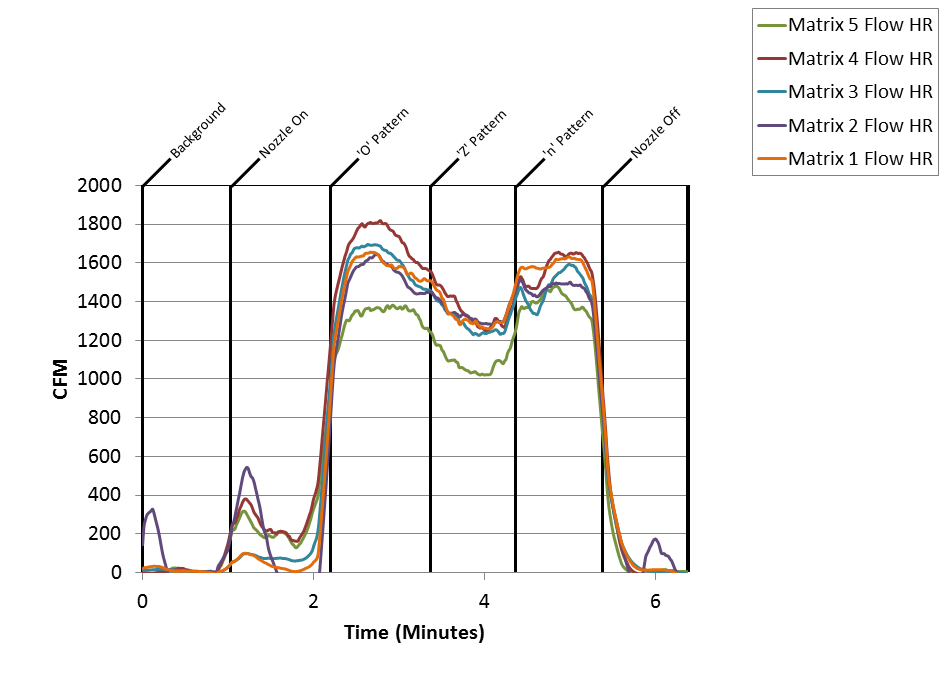 Matrix 5 Flow HR
Matrix 4 Flow HR
Matrix 3 Flow HR
Matrix 2 Flow HR
Matrix 1 Flow HR
Background
Nozzle On
'O' Pattern
'Z' Pattern
'n' Pattern
Nozzle Off
2000
1800
1600
1400
1200
1000
800
600
400
200
0
CFM
0 2 4 6
Time (Minutes)